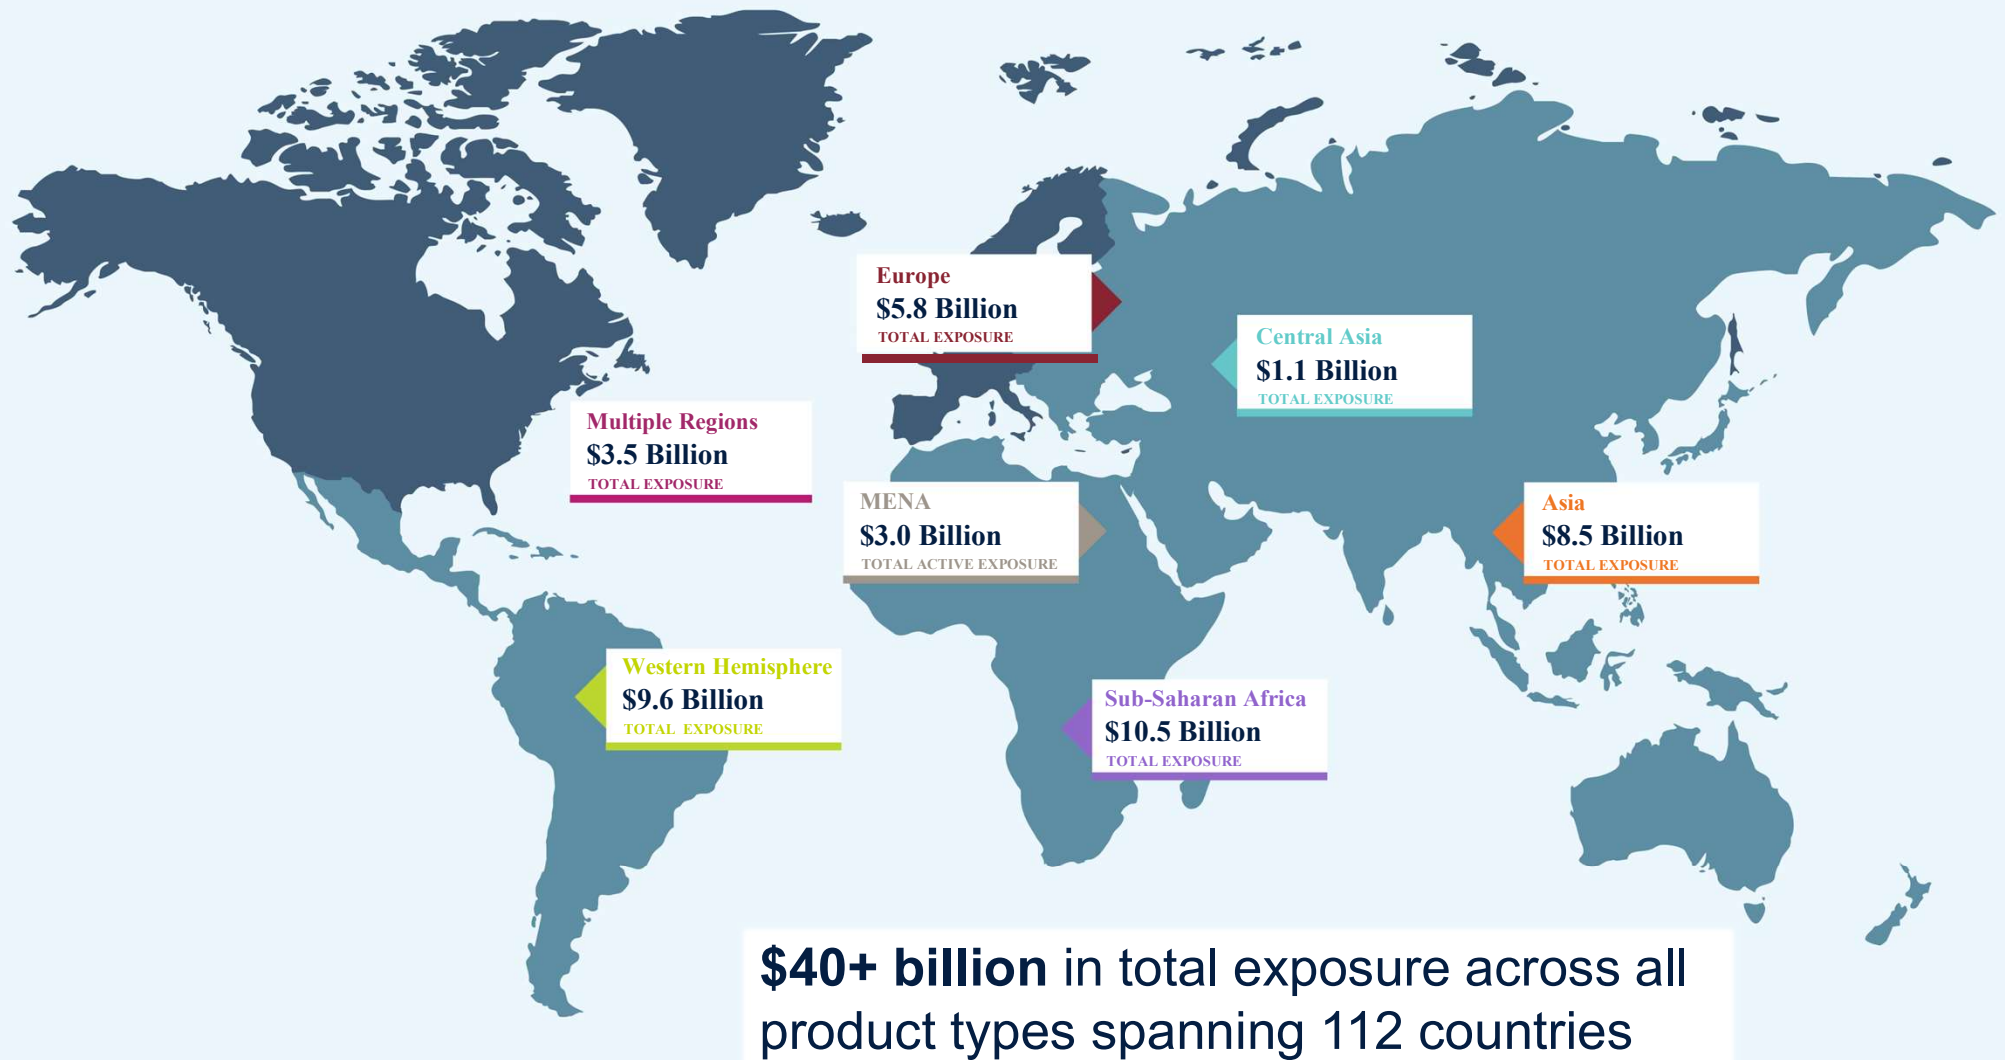 Europe
$5.8 Billion
TOTAL EXPOSURE
Central Asia
$1.1 Billion
TOTAL EXPOSURE
Multiple Regions
$3.5 Billion
TOTAL EXPOSURE
MENA
$3.0 Billion
TOTAL ACTIVE EXPOSURE
Asia
$8.5 Billion
TOTAL EXPOSURE
Western Hemisphere
$9.6 Billion
TOTAL EXPOSURE
Sub-Saharan Africa
$10.5 Billion
TOTAL EXPOSURE
$40+ billion in total exposure across all
product types spanning 112 countries